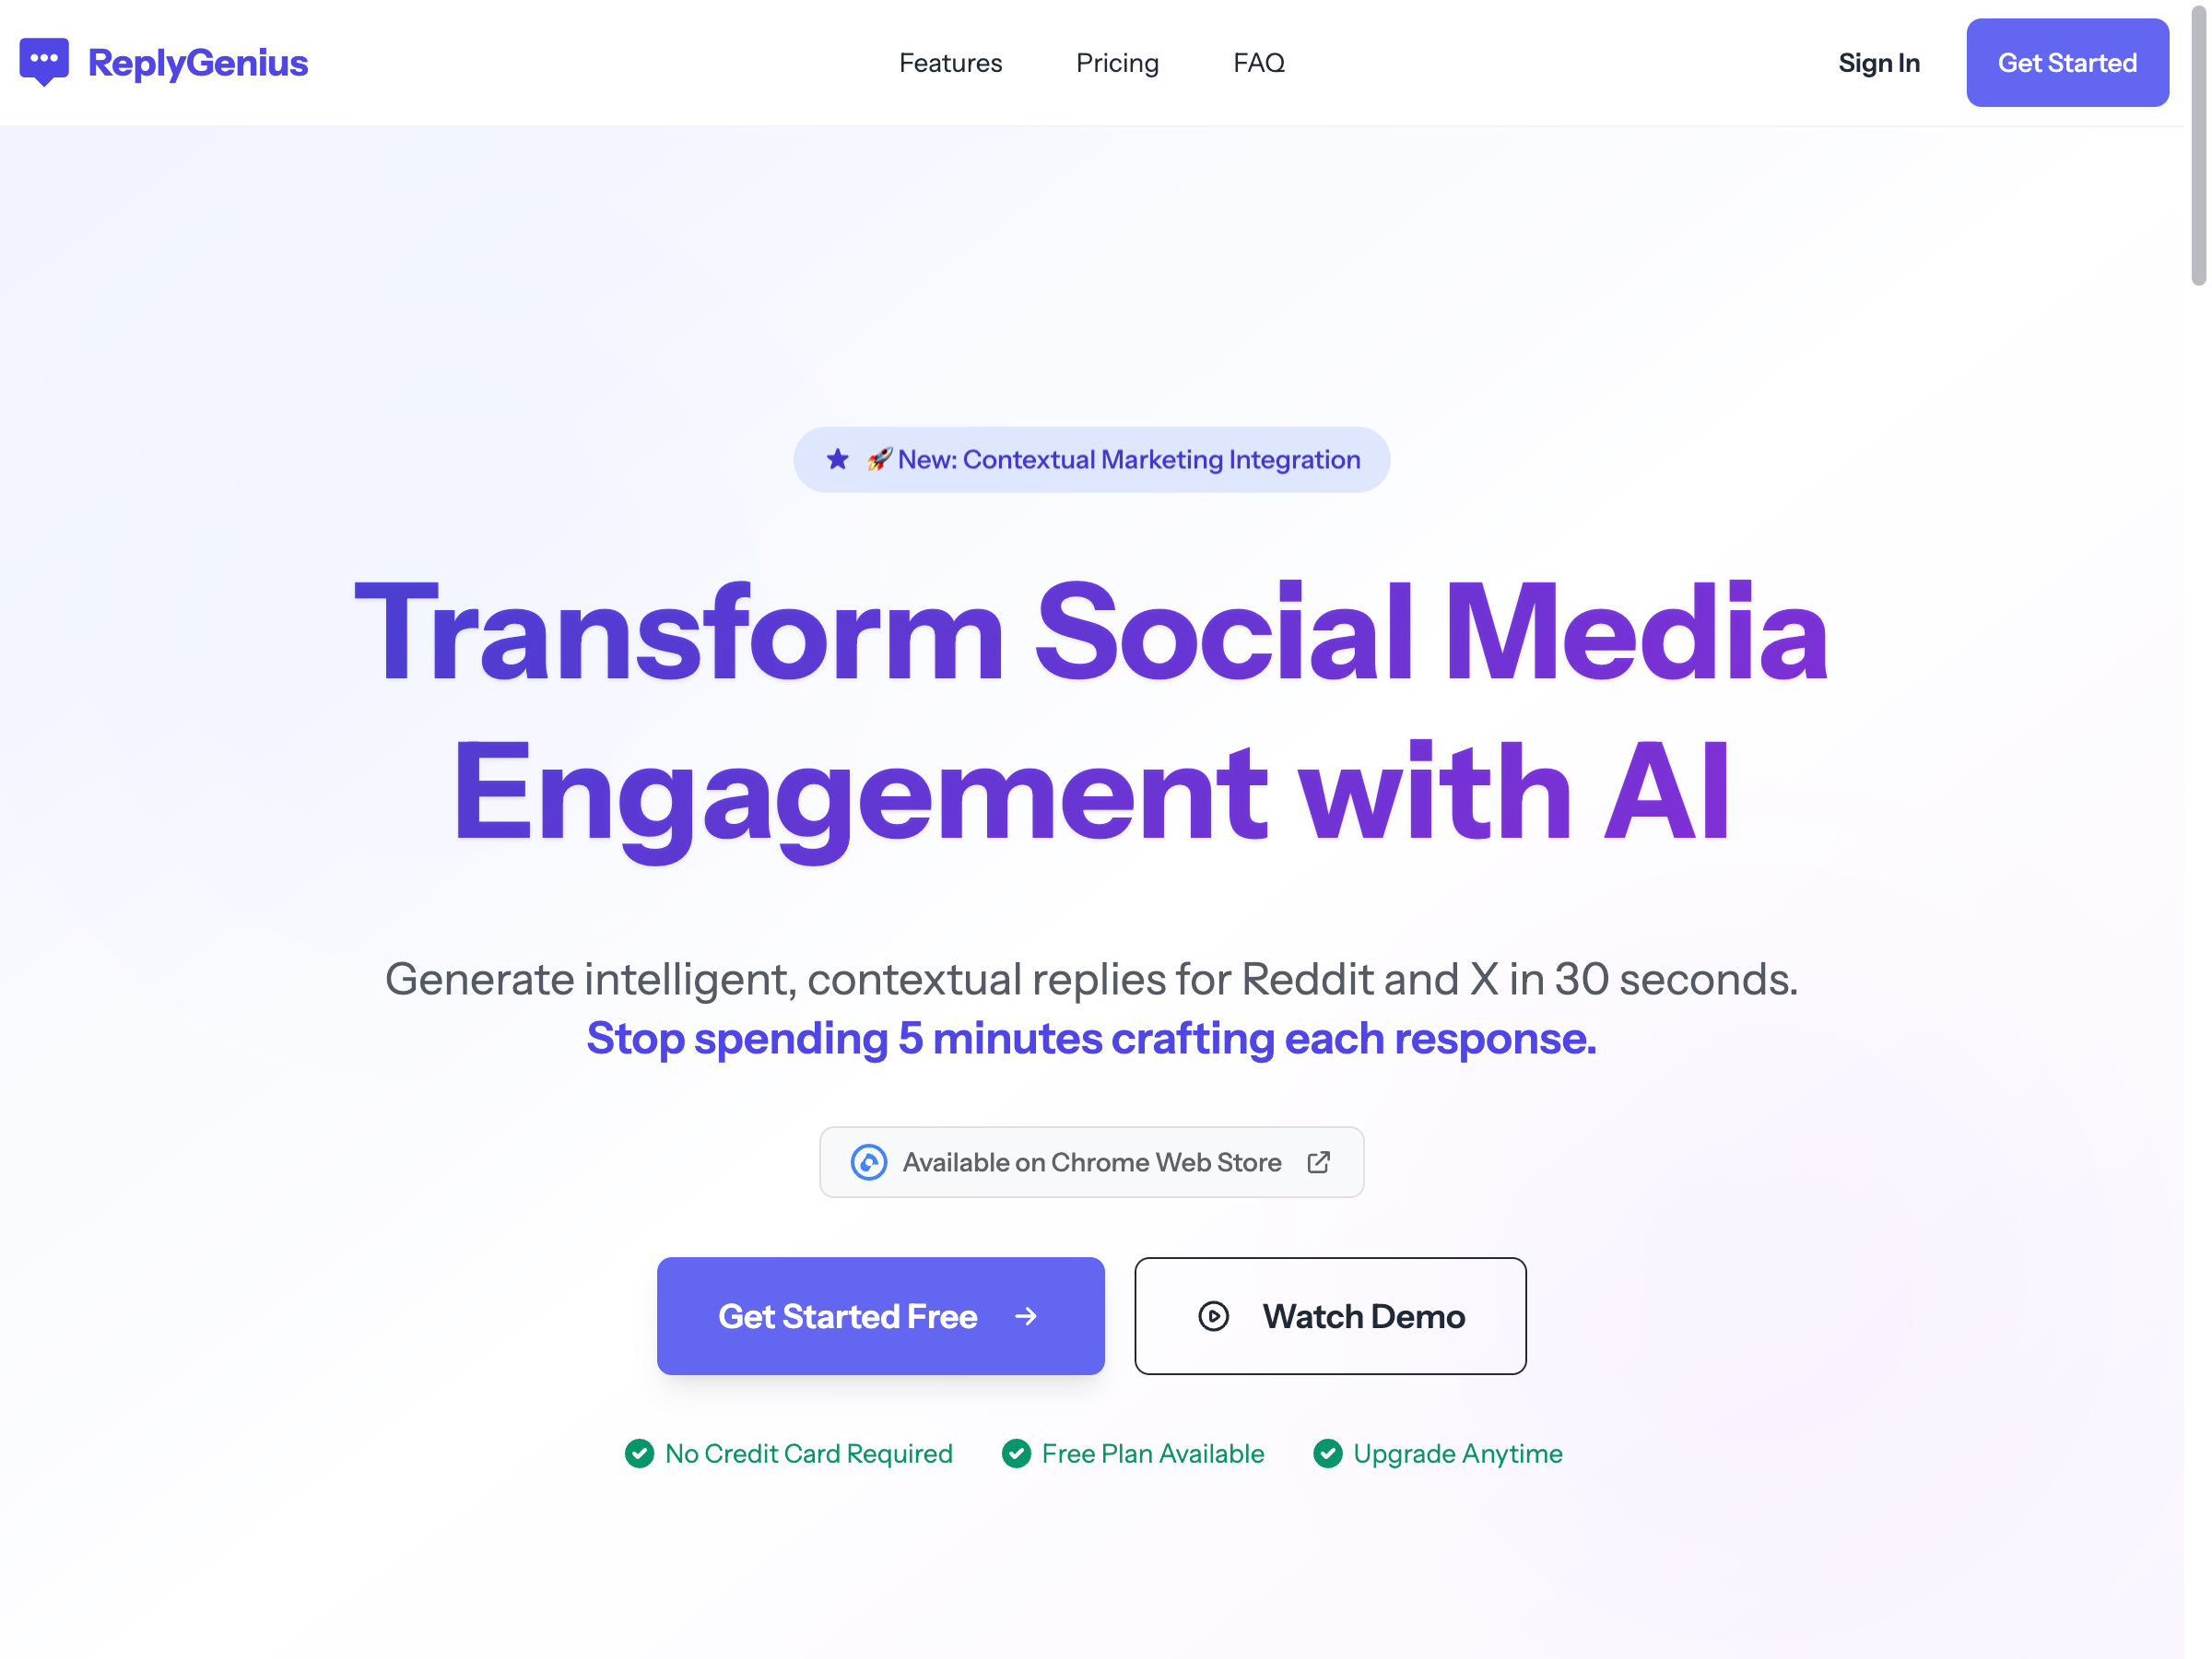 ReplyGenius
Features
Pricing
FAQ
Sign In
Get Started
🚀 New: Contextual Marketing Integration
Transform Social Media
Engagement with AI
Generate intelligent, contextual replies for Reddit and X in 30 seconds.
Stop spending 5 minutes crafting each response.
Available on Chrome Web Store
Get Started Free →
Watch Demo
No Credit Card Required
Free Plan Available
Upgrade Anytime